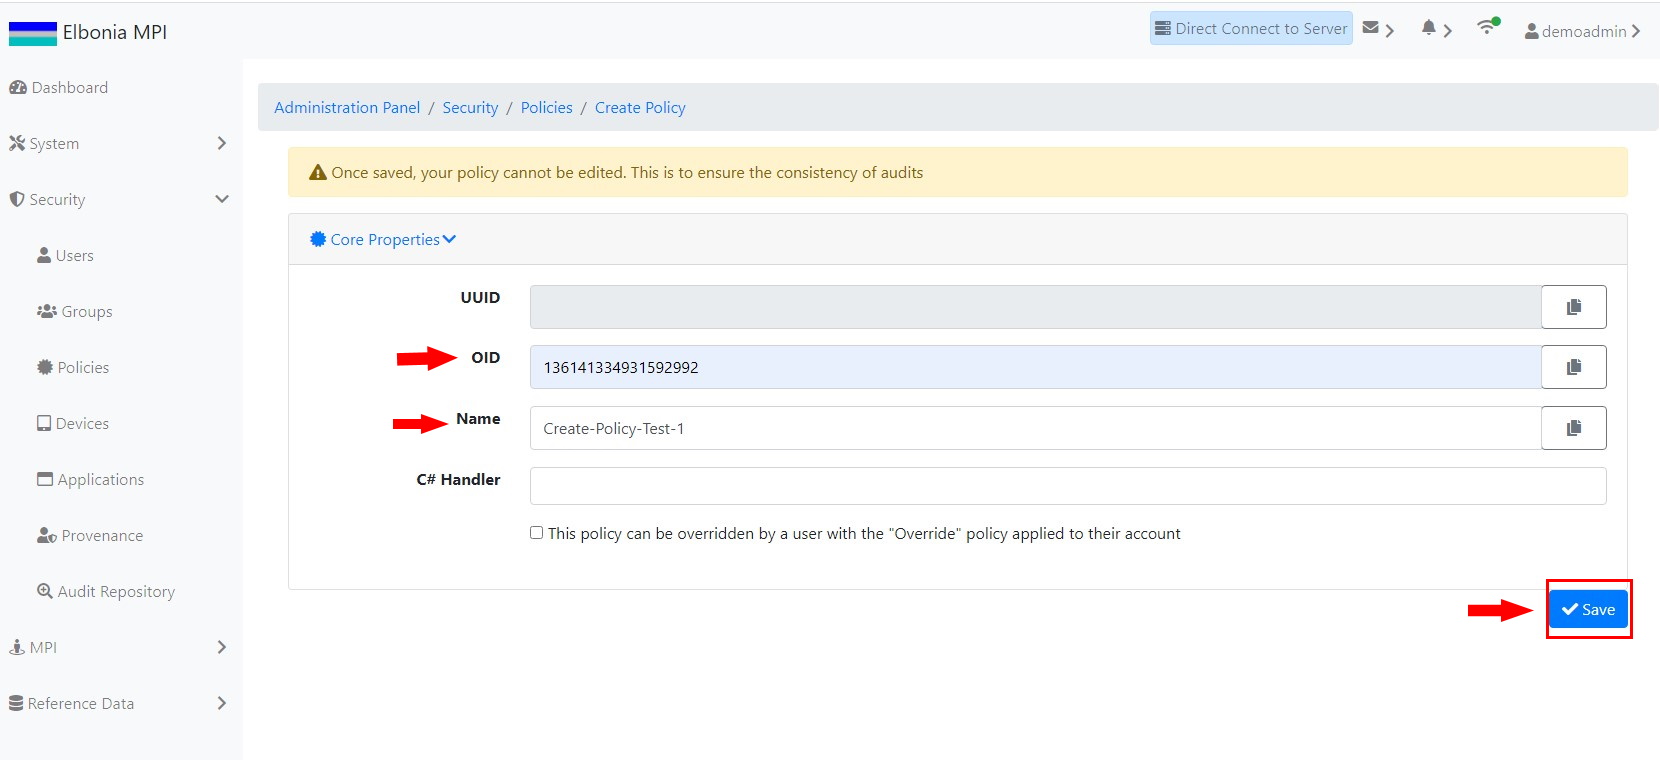 Elbonia MPI
Direct Connect to Server
demoadmin
Dashboard
System
Security
Users
Groups
Policies
Devices
Applications
Provenance
Audit Repository
MPI
Reference Data
Administration Panel / Security / Policies / Create Policy
Once saved, your policy cannot be edited. This is to ensure the consistency of audits
Core Properties
UUID
OID
136141334931592992
Name
Create-Policy-Test-1
C# Handler
This policy can be overridden by a user with the "Override" policy applied to their account
Save